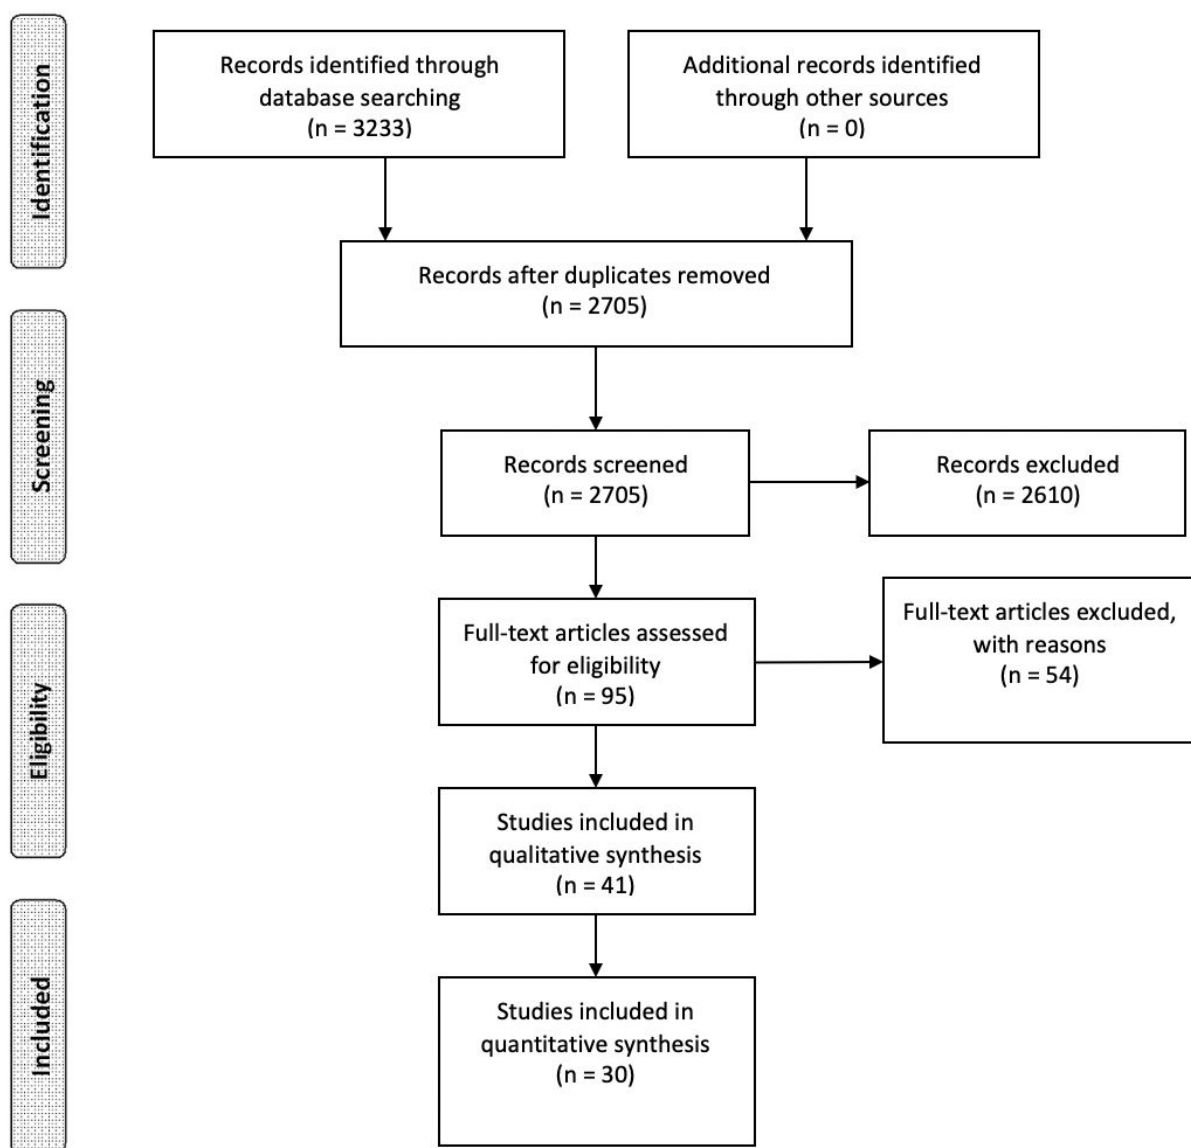 Identification
Records identified through
database searching
(n = 3233)
Additional records identified
through other sources
(n = 0)
Records after duplicates removed
(n = 2705)
Screening
Records screened
(n = 2705)
Records excluded
(n = 2610)
Eligibility
Full-text articles assessed
for eligibility
(n = 95)
Full-text articles excluded,
with reasons
(n = 54)
Studies included in
qualitative synthesis
(n = 41)
Included
Studies included in
quantitative synthesis
(n = 30)